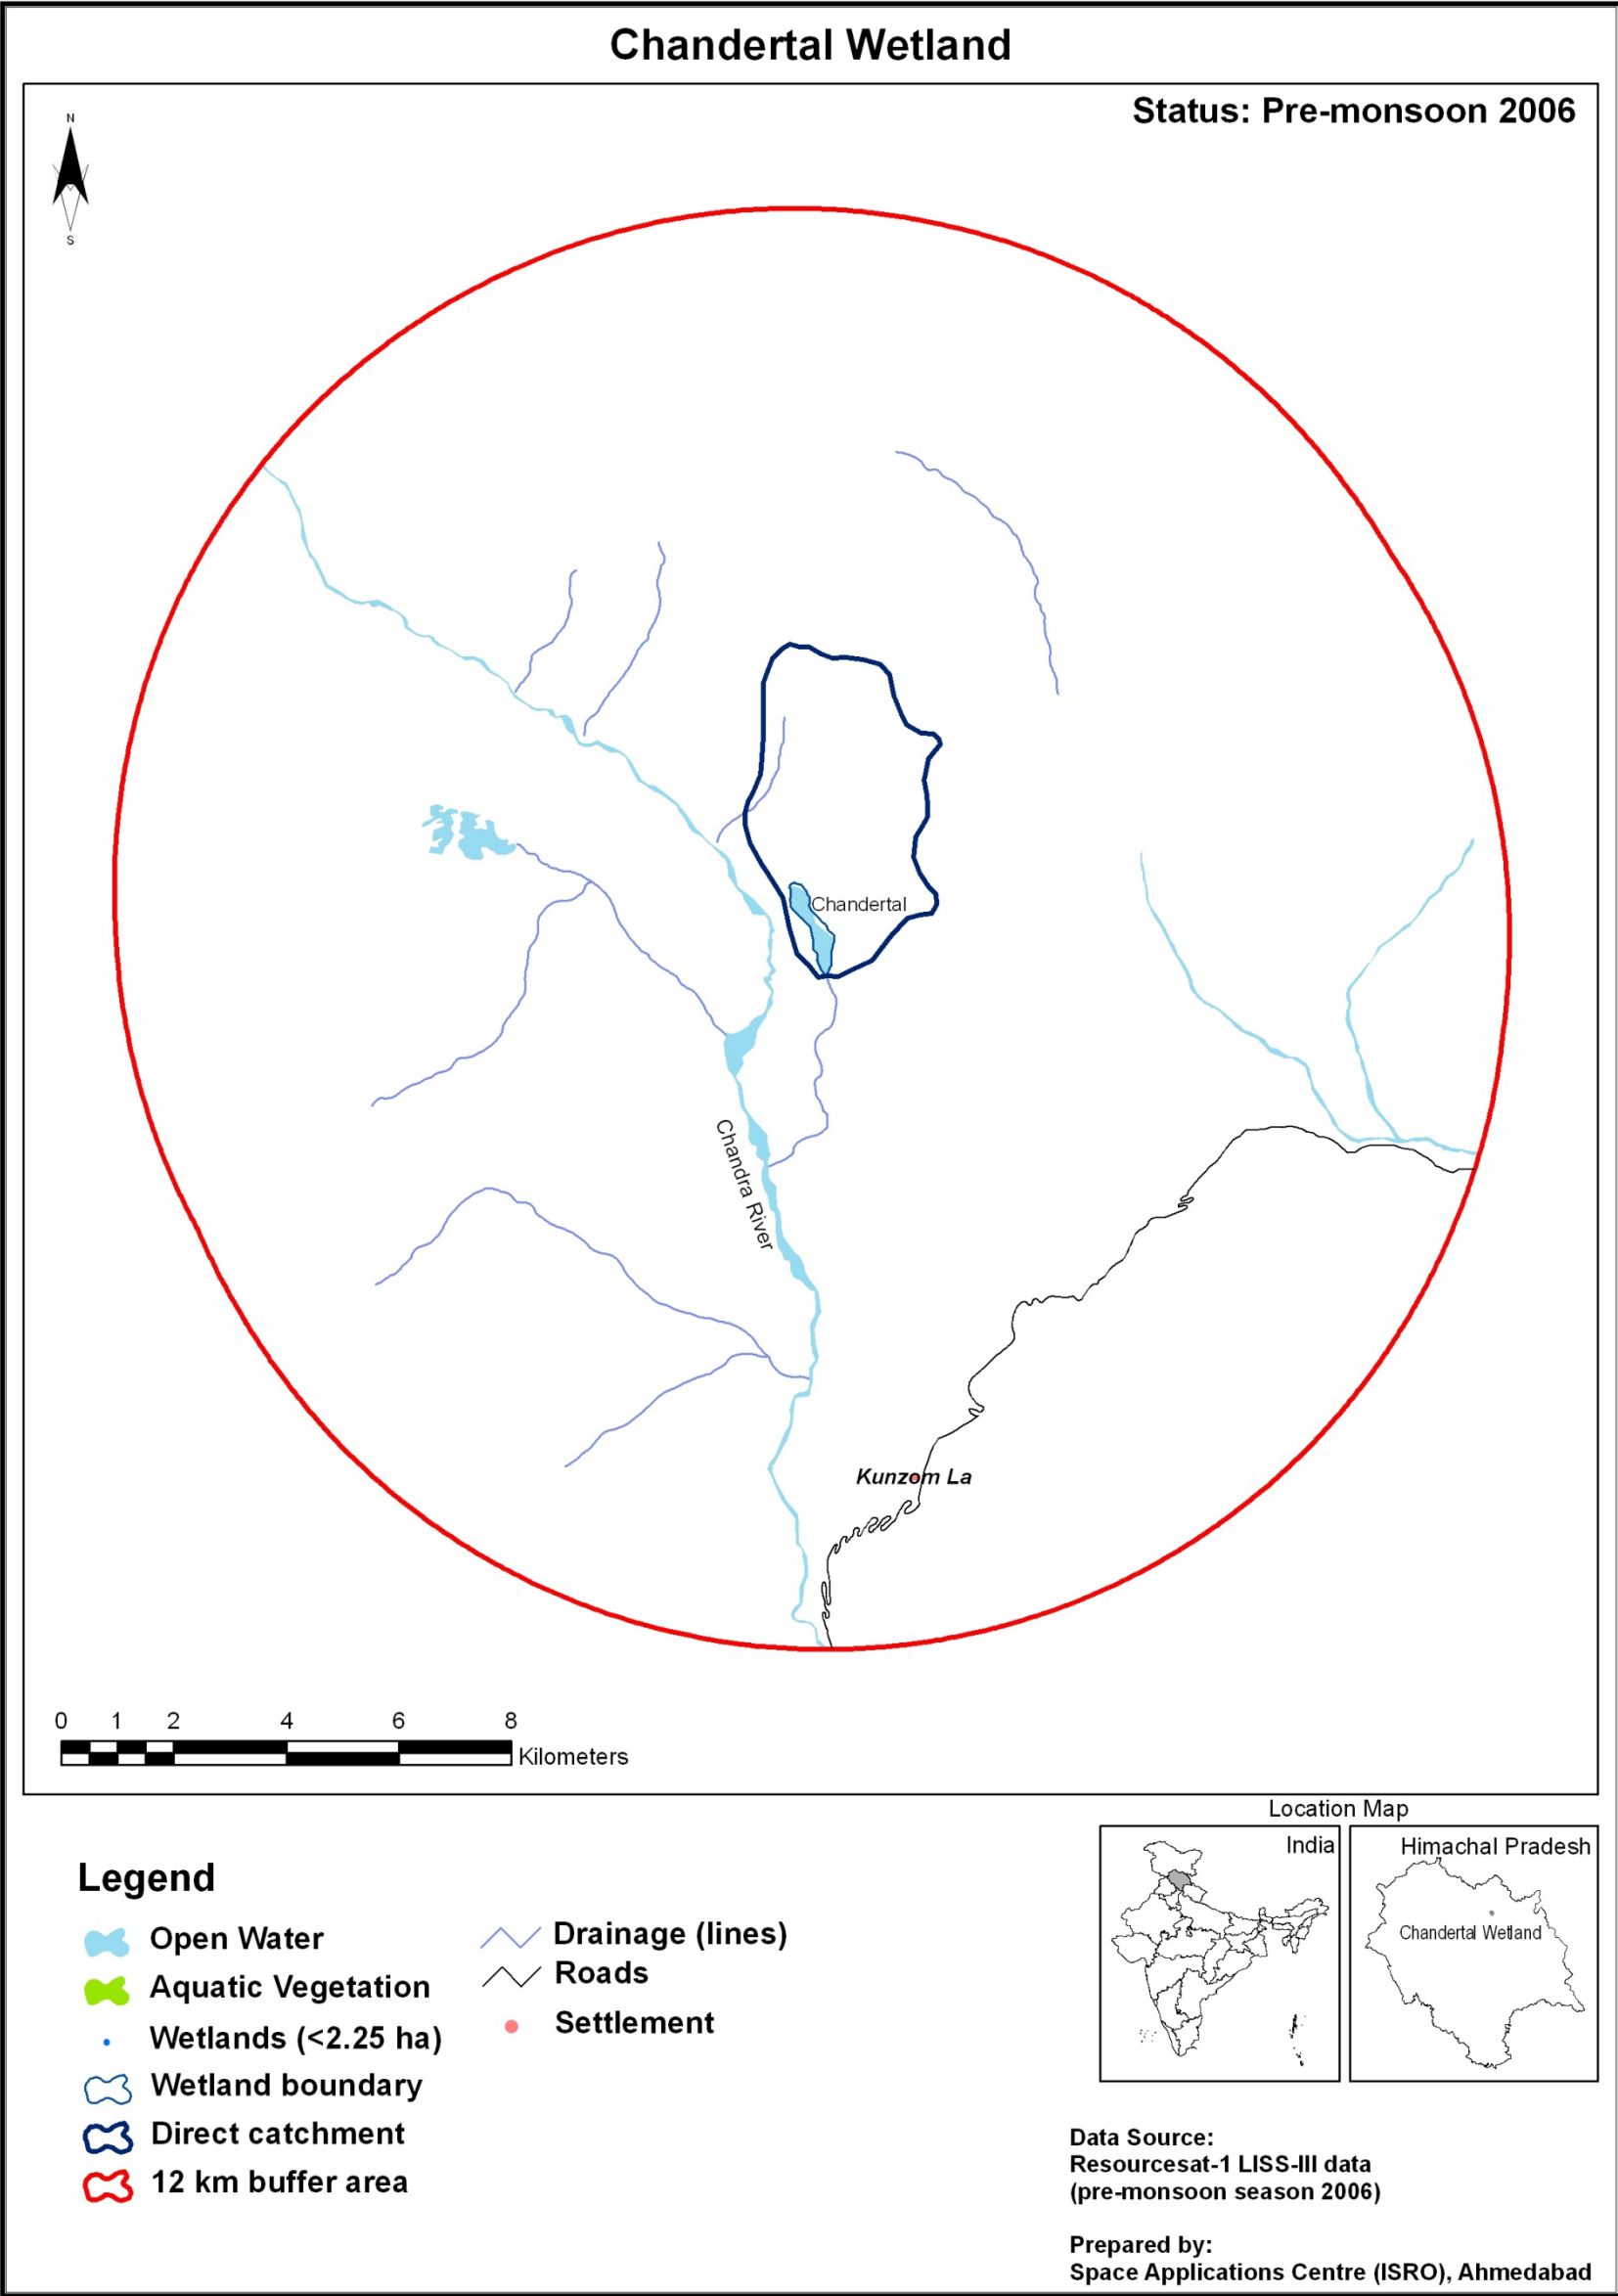 Chandertal Wetland
Status: Pre-monsoon 2006
N
S
Chandertal
Chandra River
Kunzom La
0 1 2 4 6 8
Kilometers
Location Map
India
Himachal Pradesh
Chandertal Wetland
Legend
Open Water
Aquatic Vegetation
Wetlands (<2.25 ha)
Wetland boundary
Direct catchment
12 km buffer area
Drainage (lines)
Roads
Settlement
Data Source:
Resourcesat-1 LISS-III data
(pre-monsoon season 2006)
Prepared by:
Space Applications Centre (ISRO), Ahmedabad